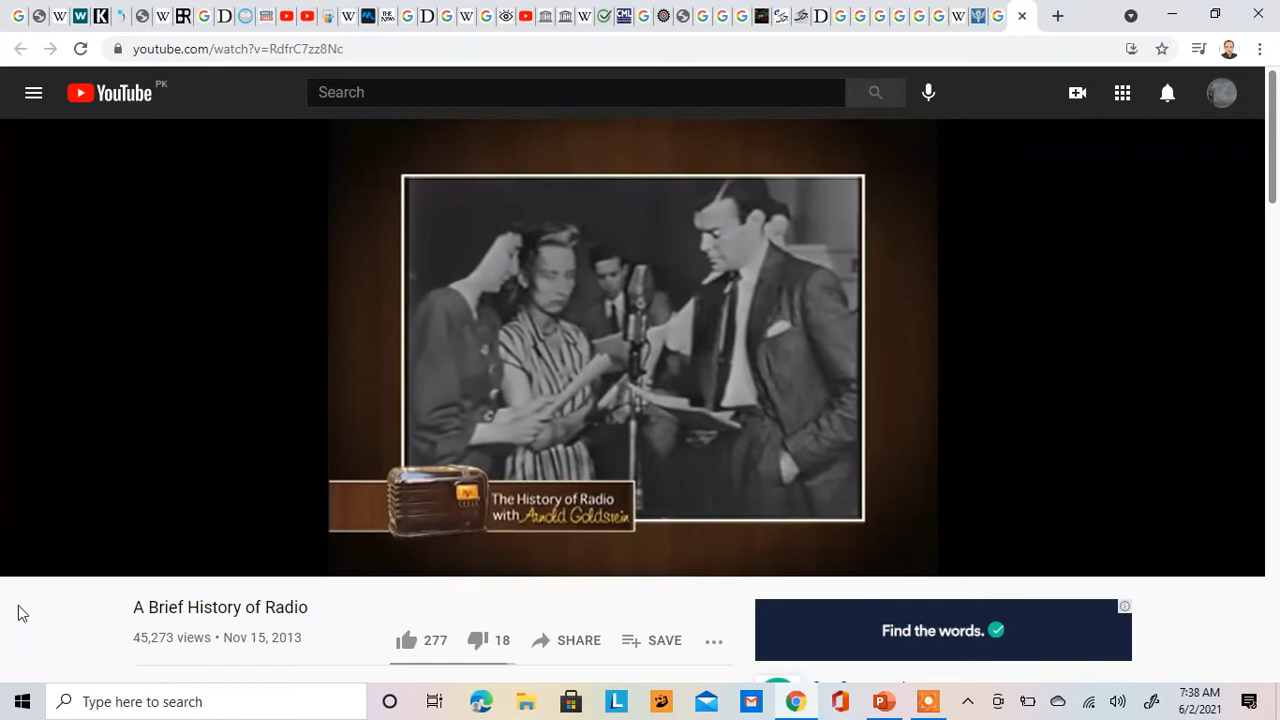 youtube.com/watch?v=RdfrC7zz8Nc
YouTube PK
Search
The History of Radio
with Arnold Goldstein
A Brief History of Radio
45,273 views • Nov 15, 2013
277
18
SHARE
SAVE
Find the words.
Type here to search
7:38 AM
6/2/2021